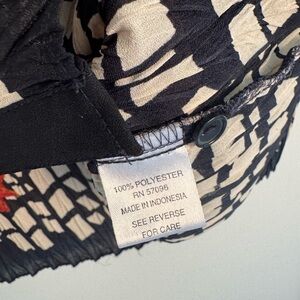 100% POLYESTER
RN 57096
MADE IN INDONESIA
SEE REVERSE
FOR CARE